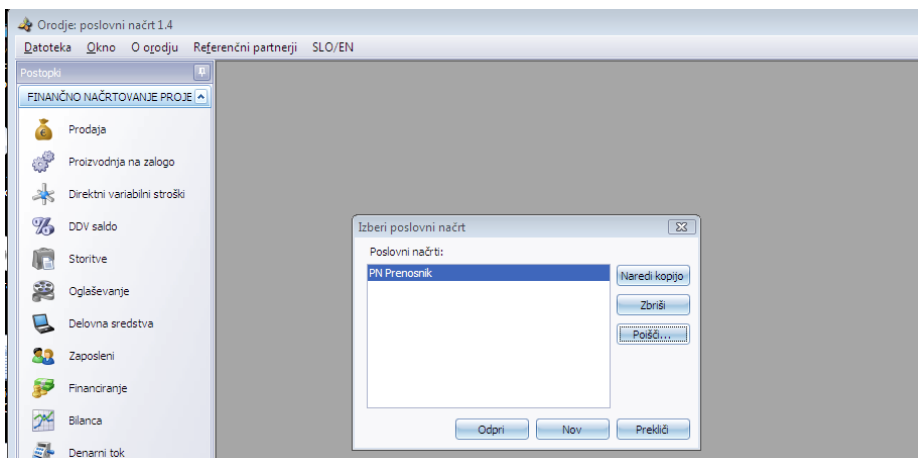 Orodje: poslovni načrt 1.4
Datoteka Okno O orodju Referenčni partnerji SLO/EN
Postopki
FINANČNO NAČRTOVANJE PROJE
Prodaja
Proizvodnja na zalogo
Direktni variabilni stroški
DDV saldo
Storitve
Oglaševanje
Delovna sredstva
Zaposleni
Financiranje
Bilanca
Denarni tok
Izberi poslovni načrt
Poslovni načrti:
PN Prenosnik
Naredi kopijo
Zbriši
Poišči...
Odpri Nov Prekliči